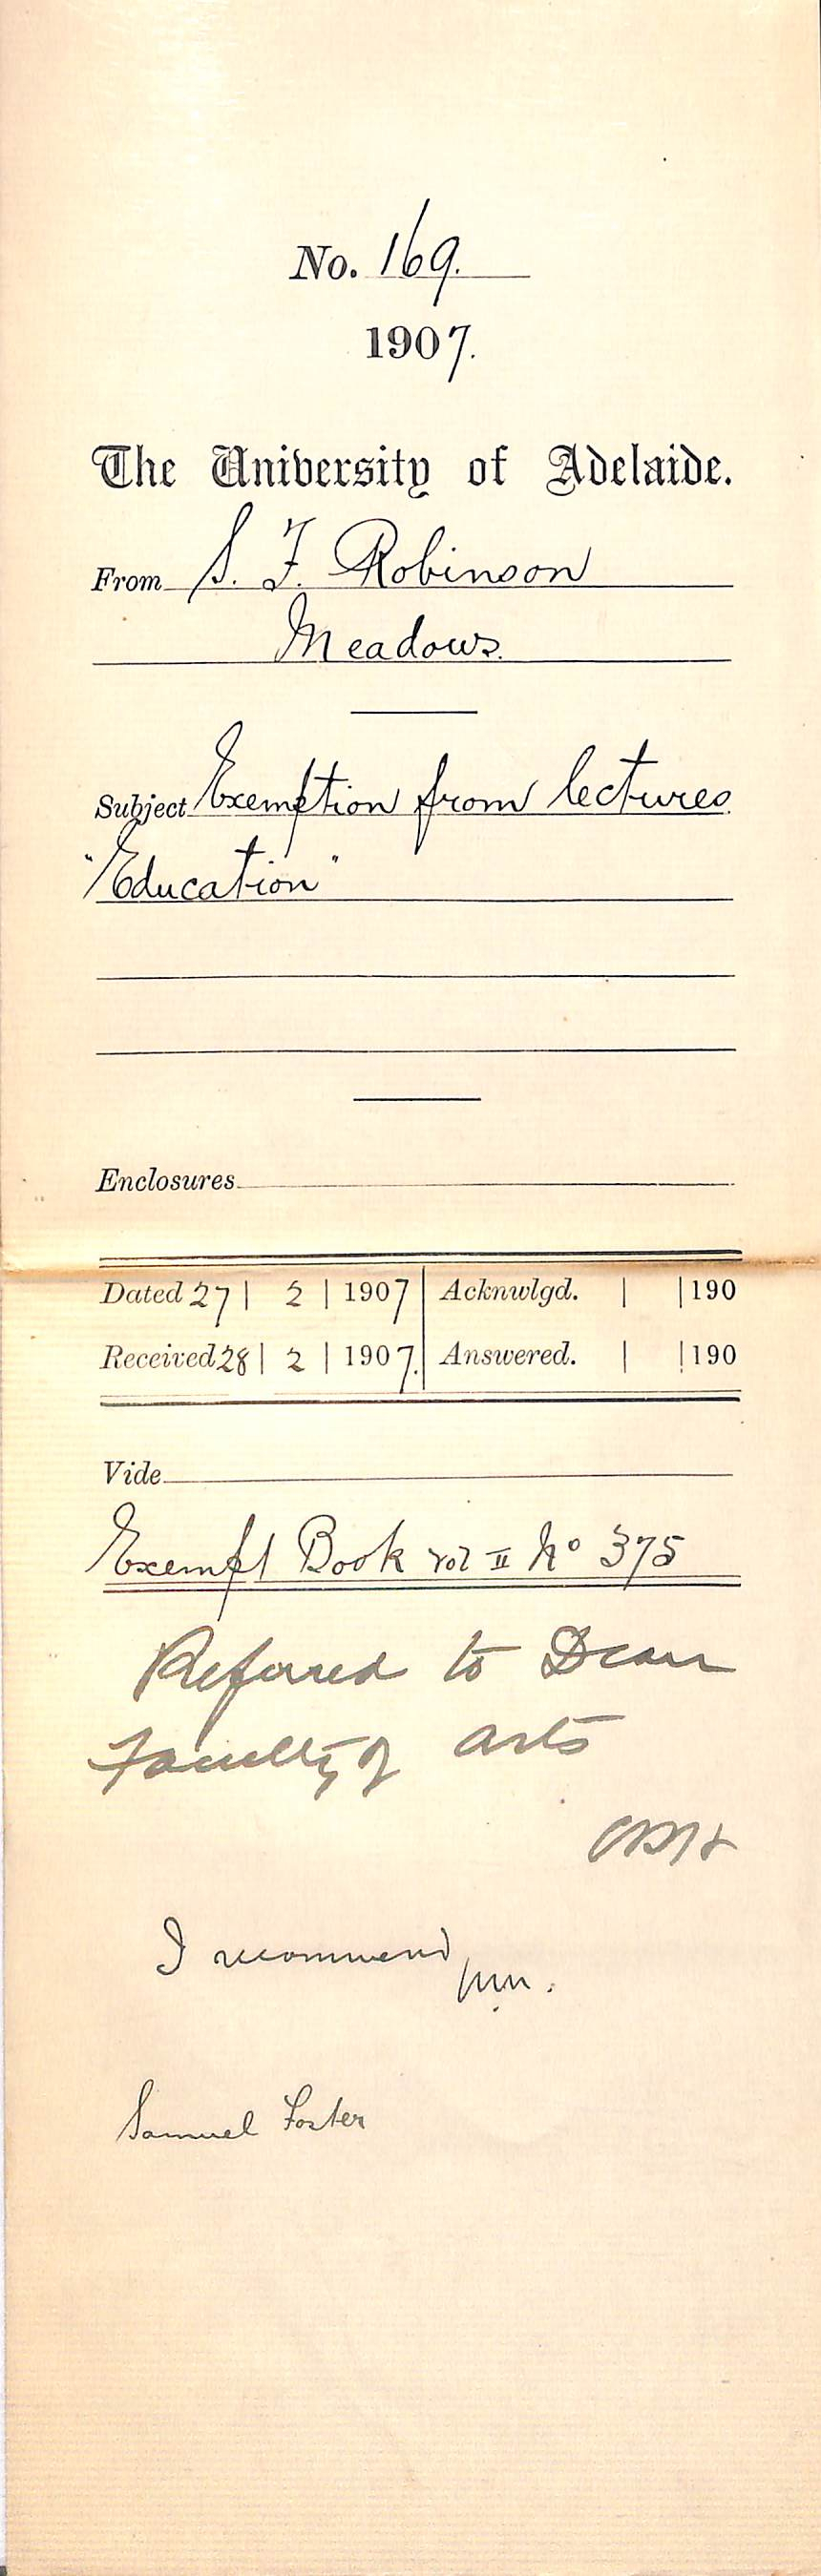 No. 169.
1907.
The University of Adelaide.
From S. F. Robinson
Meadows.
Subject Exemption from lectures
"Education"
Enclosures
Dated 27 | 2 | 1907 Acknwlgd. | | 190
Received 28 | 2 | 1907. Answered. | | 190
Vide
Exempt Book vol II No 375
Referred to Dean
Faculty of Arts
I recommend
Samuel Foster